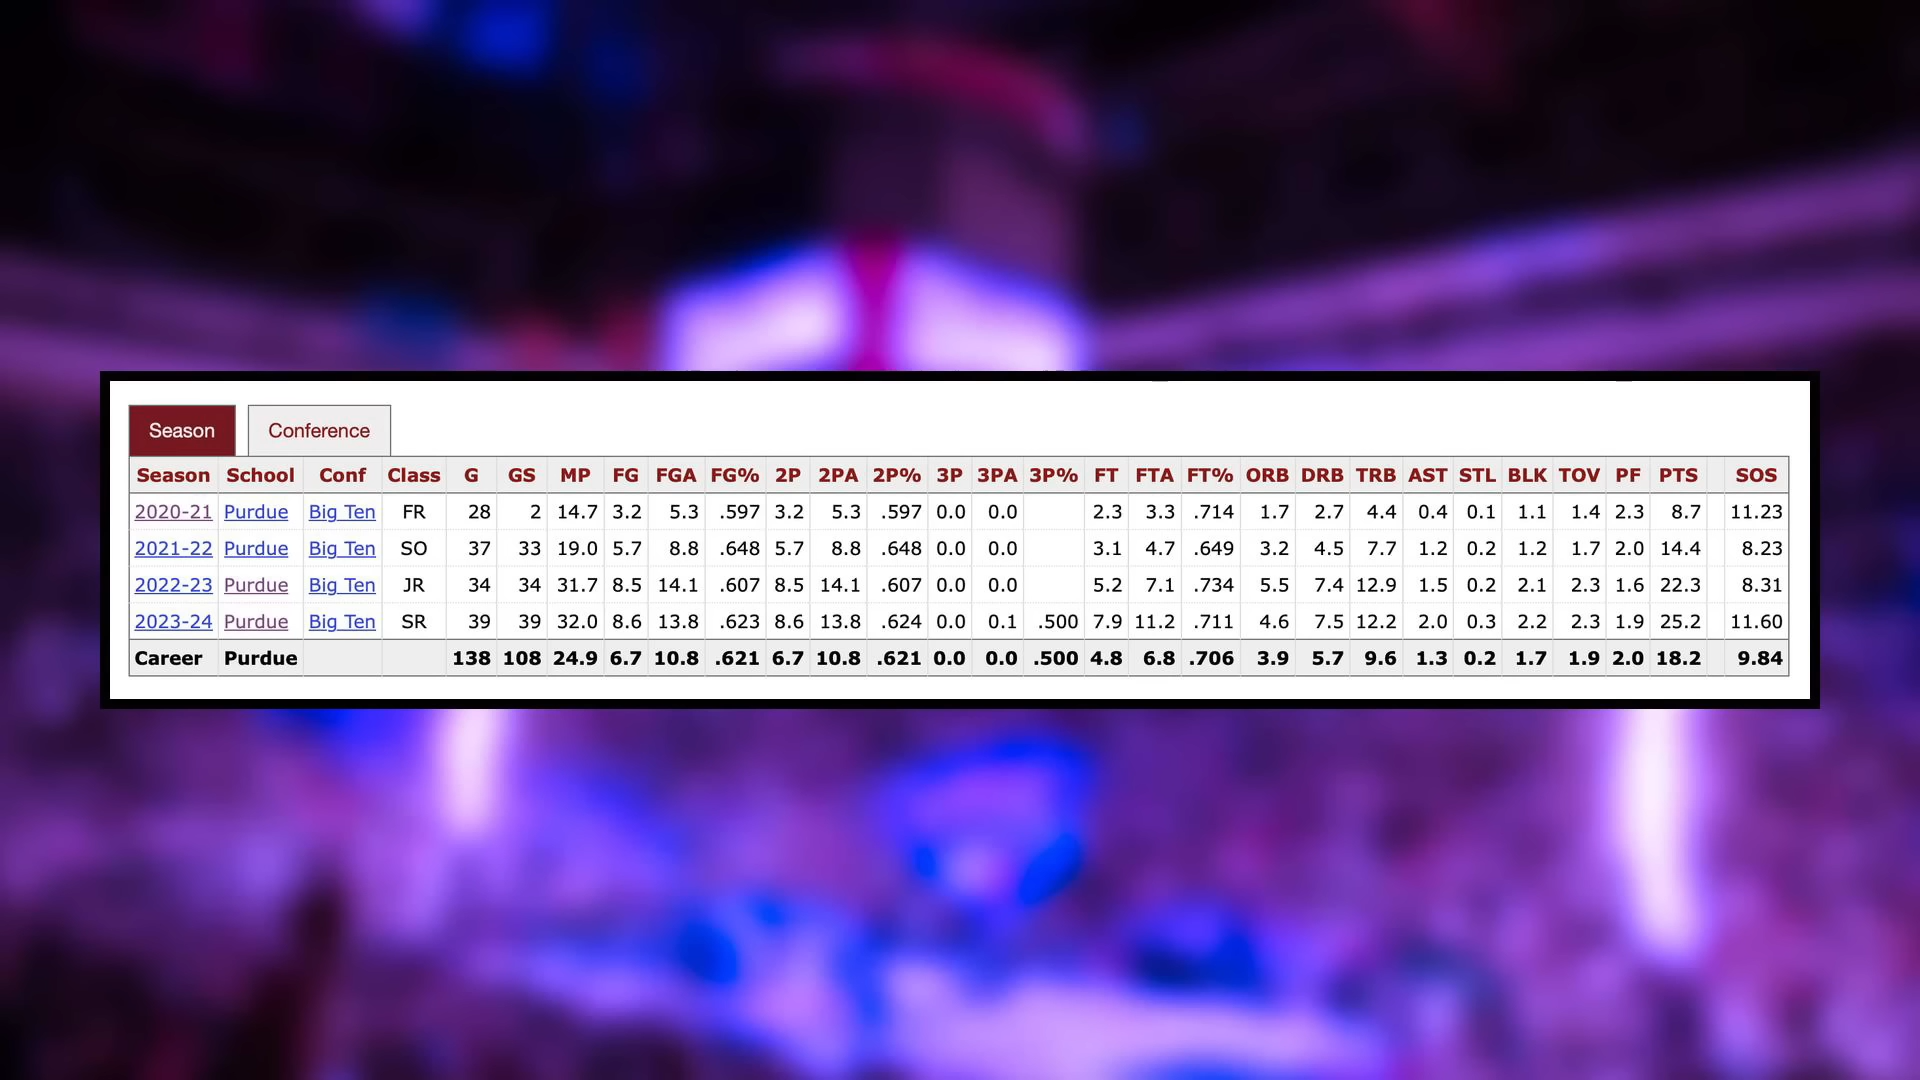 Season Conference
Season School Conf Class G GS MP FG FGA FG% 2P 2PA 2P% 3P 3PA 3P% FT FTA FT% ORB DRB TRB AST STL BLK TOV PF PTS SOS
2020-21 Purdue Big Ten FR 28 2 14.7 3.2 5.3 .597 3.2 5.3 .597 0.0 0.0 2.3 3.3 .714 1.7 2.7 4.4 0.4 0.1 1.1 1.4 2.3 8.7 11.23
2021-22 Purdue Big Ten SO 37 33 19.0 5.7 8.8 .648 5.7 8.8 .648 0.0 0.0 3.1 4.7 .649 3.2 4.5 7.7 1.2 0.2 1.2 1.7 2.0 14.4 8.23
2022-23 Purdue Big Ten JR 34 34 31.7 8.5 14.1 .607 8.5 14.1 .607 0.0 0.0 5.2 7.1 .734 5.5 7.4 12.9 1.5 0.2 2.1 2.3 1.6 22.3 8.31
2023-24 Purdue Big Ten SR 39 39 32.0 8.6 13.8 .623 8.6 13.8 .624 0.0 0.1 .500 7.9 11.2 .711 4.6 7.5 12.2 2.0 0.3 2.2 2.3 1.9 25.2 11.60
Career Purdue 138 108 24.9 6.7 10.8 .621 6.7 10.8 .621 0.0 0.0 .500 4.8 6.8 .706 3.9 5.7 9.6 1.3 0.2 1.7 1.9 2.0 18.2 9.84